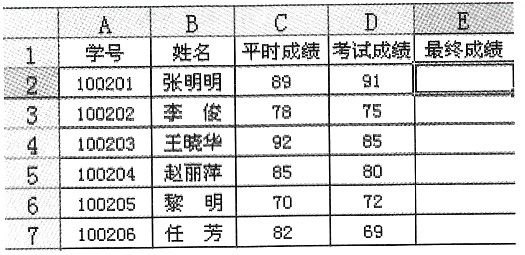 A B C D E
1 学号 姓名 平时成绩 考试成绩 最终成绩
2 100201 张明明 89 91
3 100202 李 俊 78 75
4 100203 王晓华 92 85
5 100204 赵丽萍 85 80
6 100205 黎 明 70 72
7 100206 任 芳 82 69